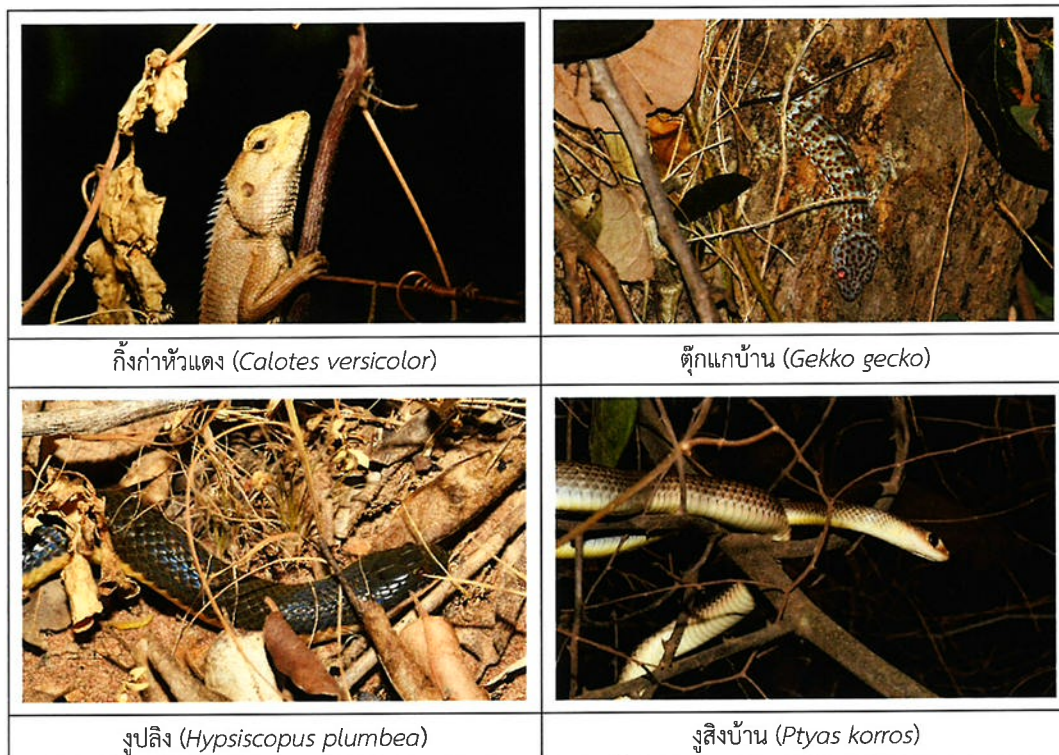 กิ้งก่าหัวแดง (Calotes versicolor)
ตุ๊กแกบ้าน (Gekko gecko)
งูปลิง (Hypsiscopus plumbea)
งูสิงบ้าน (Ptyas korros)